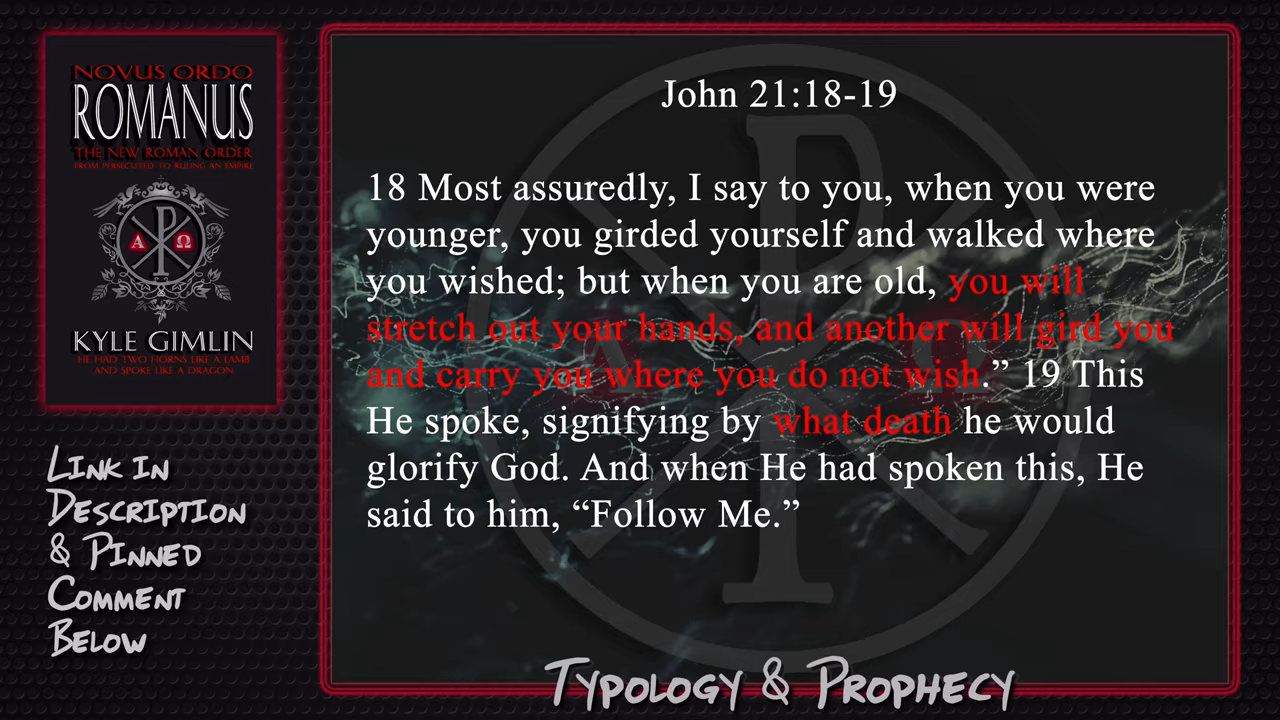 NOVUS ORDO
ROMANUS
THE NEW ROMAN ORDER
FROM PERSECUTED TO RULING AN EMPIRE
Α Ω
KYLE GIMLIN
HE HAD TWO HORNS LIKE A LAMB
AND SPOKE LIKE A DRAGON
LINK IN
DESCRIPTION
& PINNED
COMMENT
BELOW
John 21:18-19
18 Most assuredly, I say to you, when you were
younger, you girded yourself and walked where
you wished; but when you are old, you will
stretch out your hands, and another will gird you
and carry you where you do not wish.” 19 This
He spoke, signifying by what death he would
glorify God. And when He had spoken this, He
said to him, “Follow Me.”
TYPOLOGY & PROPHECY